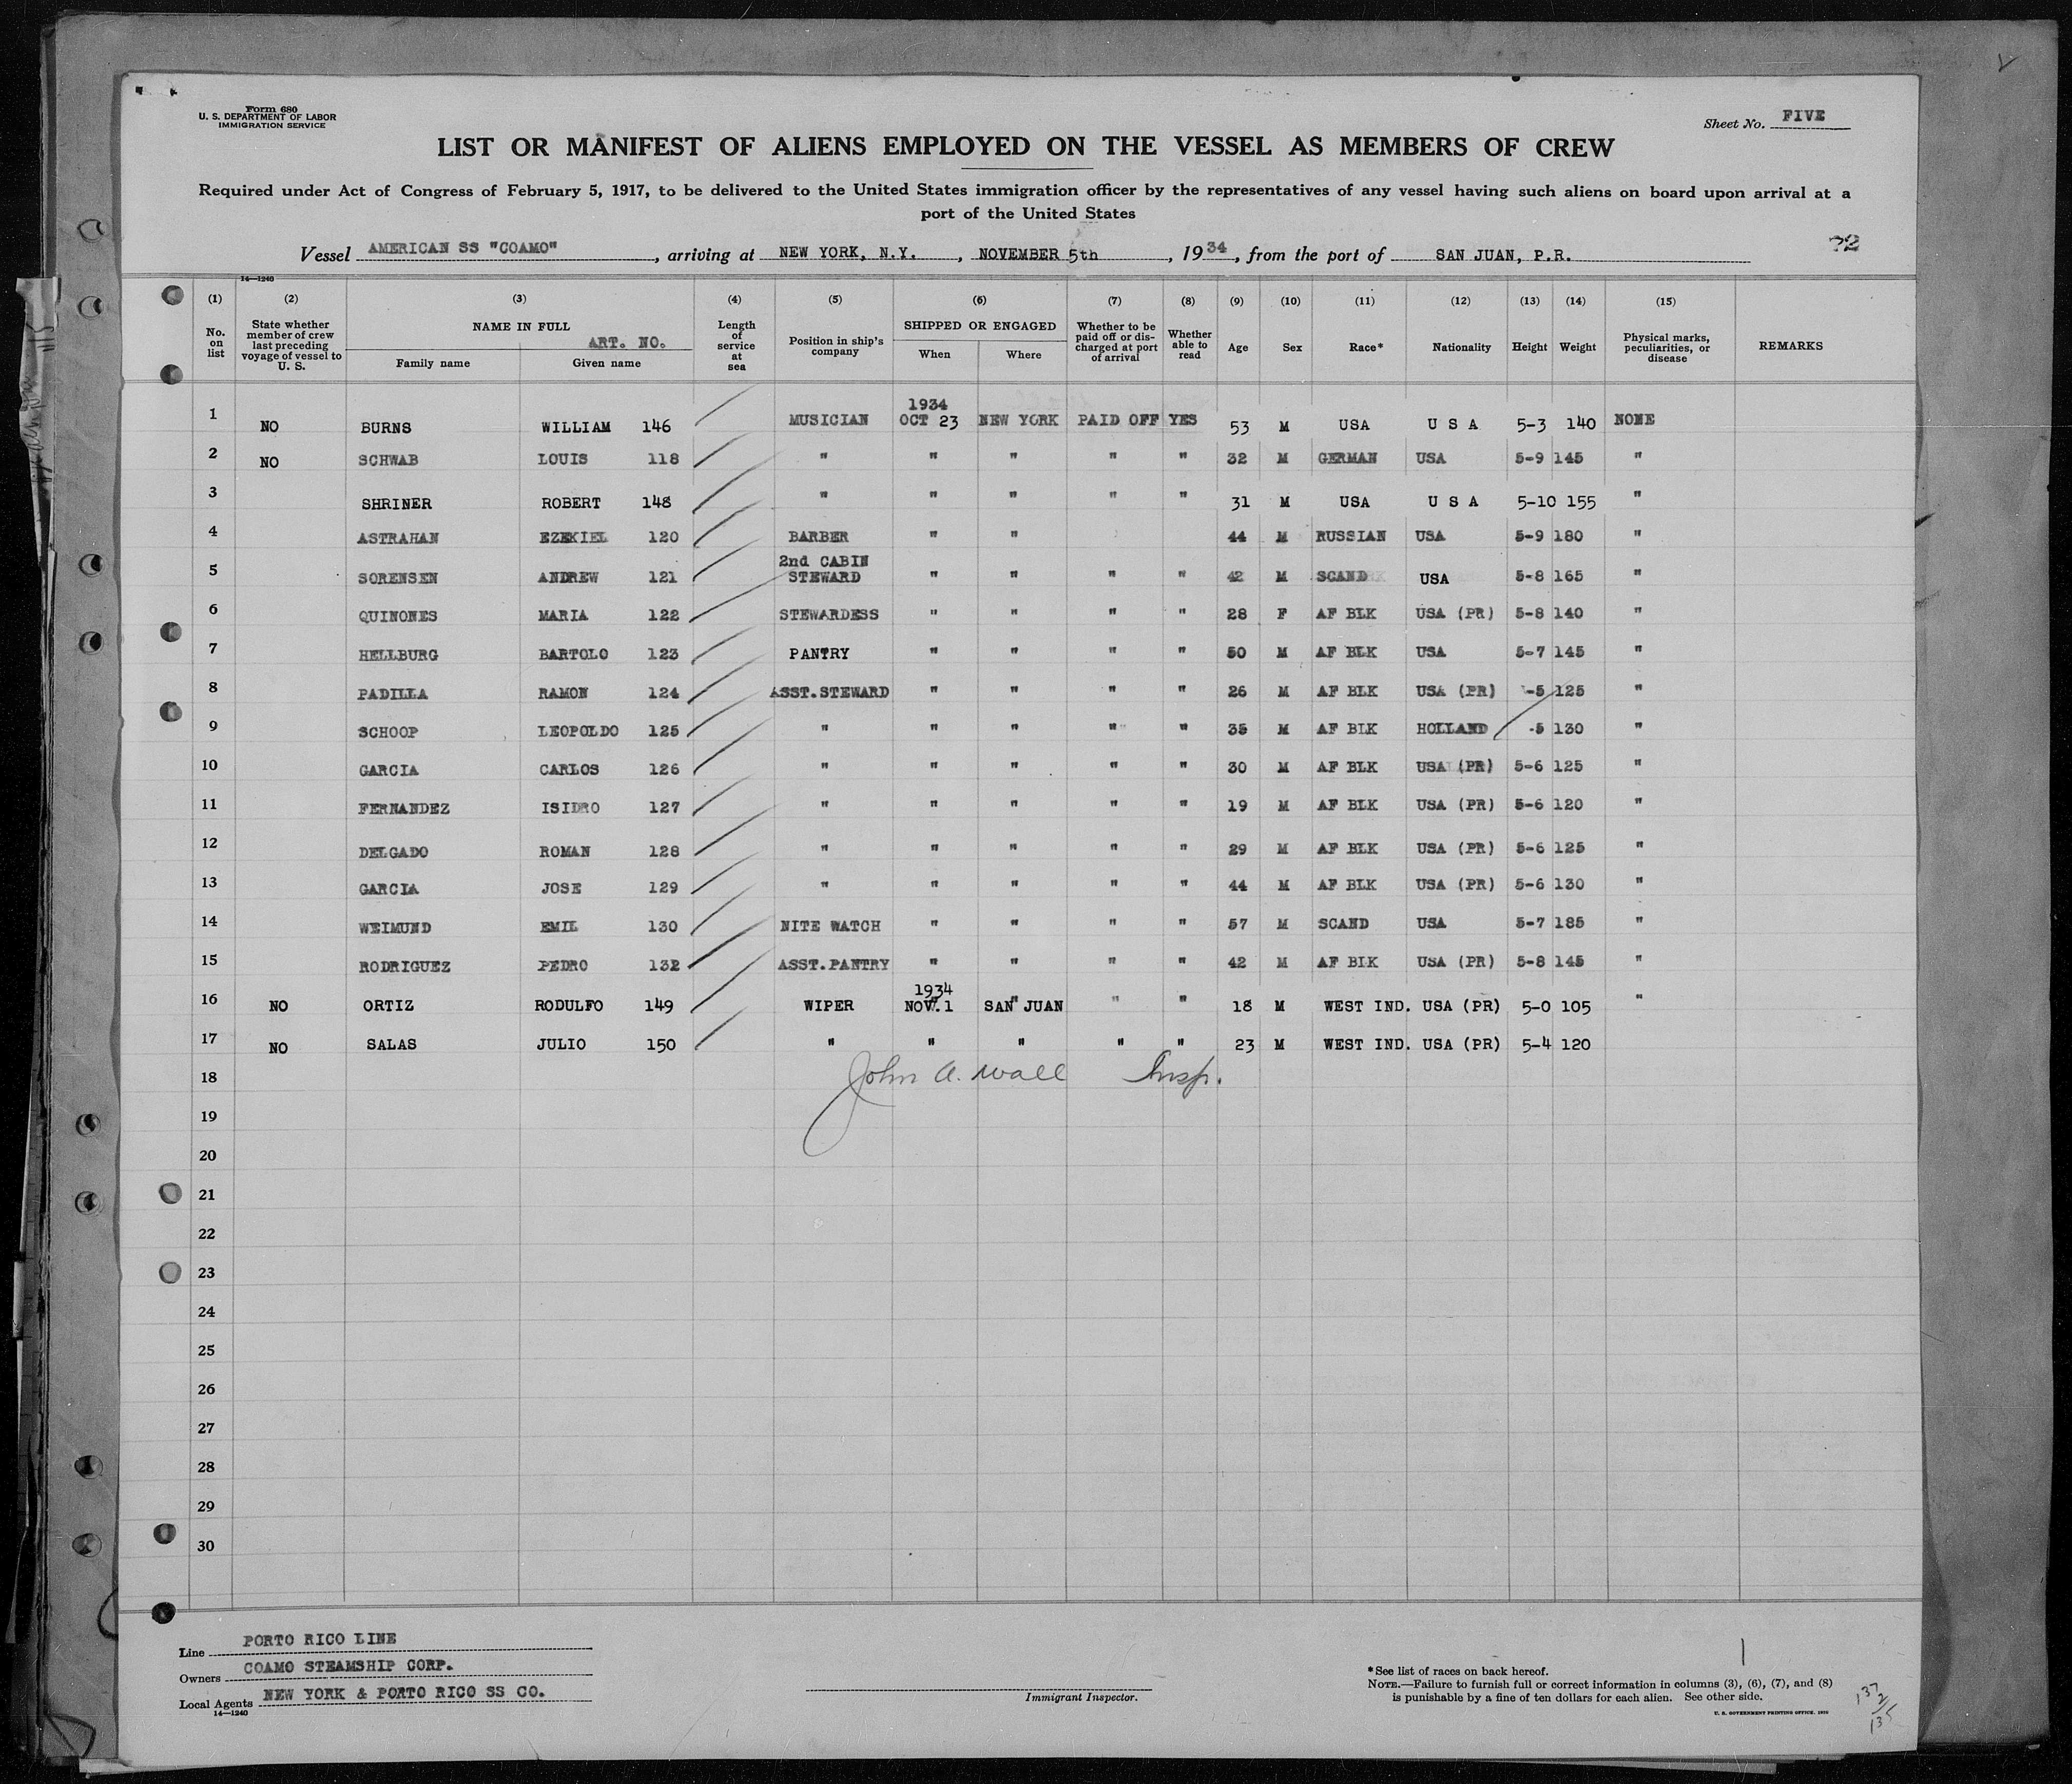 Form 680
U. S. DEPARTMENT OF LABOR
IMMIGRATION SERVICE
Sheet No. FIVE
LIST OR MANIFEST OF ALIENS EMPLOYED ON THE VESSEL AS MEMBERS OF CREW
Required under Act of Congress of February 5, 1917, to be delivered to the United States immigration officer by the representatives of any vessel having such aliens on board upon arrival at a
port of the United States
Vessel AMERICAN SS "COAMO", arriving at NEW YORK, N.Y., NOVEMBER 5th, 1934, from the port of SAN JUAN, P.R.
14—1240
(1) (2) (3) (4) (5) (6) (7) (8) (9) (10) (11) (12) (13) (14) (15)
No. on list
State whether member of crew last preceding voyage of vessel to U. S.
NAME IN FULL
ART. NO.
Family name Given name
Length of service at sea
Position in ship's company
SHIPPED OR ENGAGED
When Where
Whether to be paid off or discharged at port of arrival
Whether able to read
Age Sex Race* Nationality Height Weight
Physical marks, peculiarities, or disease
REMARKS
1 NO BURNS WILLIAM 146 MUSICIAN 1934 OCT 23 NEW YORK PAID OFF YES 53 M USA U S A 5-3 140 NONE
2 NO SCHWAB LOUIS 118 " " " " " 32 M GERMAN USA 5-9 145 "
3 SHRINER ROBERT 148 " " " " " 31 M USA U S A 5-10 155 "
4 ASTRAHAN EZEKIEL 120 BARBER " " 44 M RUSSIAN USA 5-9 180 "
5 SORENSEN ANDREW 121 2nd CABIN STEWARD " " " " 42 M SCAND USA 5-8 165 "
6 QUINONES MARIA 122 STEWARDESS " " " " 28 F AF BLK USA (PR) 5-8 140 "
7 HELLBURG BARTOLO 123 PANTRY " " " " 50 M AF BLK USA 5-7 145 "
8 PADILLA RAMON 124 ASST.STEWARD " " " " 26 M AF BLK USA (PR) -5 125 "
9 SCHOOP LEOPOLDO 125 " " " " " 35 M AF BLK HOLLAND -5 130 "
10 GARCIA CARLOS 126 " " " " " 30 M AF BLK USA (PR) 5-6 125 "
11 FERNANDEZ ISIDRO 127 " " " " " 19 M AF BLK USA (PR) 5-6 120 "
12 DELGADO ROMAN 128 " " " " " 29 M AF BLK USA (PR) 5-6 125 "
13 GARCIA JOSE 129 " " " " " 44 M AF BLK USA (PR) 5-6 130 "
14 WEIMUND EMIL 130 NITE WATCH " " " " 57 M SCAND USA 5-7 185 "
15 RODRIGUEZ PEDRO 132 ASST.PANTRY " " " " 42 M AF BLK USA (PR) 5-8 145 "
16 NO ORTIZ RODULFO 149 WIPER 1934 NOV.1 SAN JUAN " " 18 M WEST IND. USA (PR) 5-0 105 "
17 NO SALAS JULIO 150 " " " " " 23 M WEST IND. USA (PR) 5-4 120
John A. Wall Insp.
18
19
20
21
22
23
24
25
26
27
28
29
30
Line PORTO RICO LINE
Owners COAMO STEAMSHIP CORP.
Local Agents NEW YORK & PORTO RICO SS CO.
14—1240
Immigrant Inspector.
*See list of races on back hereof.
NOTE.—Failure to furnish full or correct information in columns (3), (6), (7), and (8)
is punishable by a fine of ten dollars for each alien. See other side.
U. S. GOVERNMENT PRINTING OFFICE
137
2
135